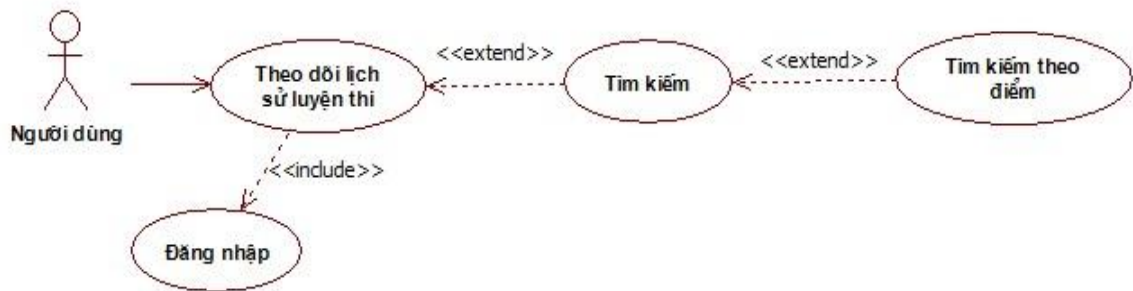 Người dùng
Theo dõi lịch
sử luyện thi
<<extend>>
Tìm kiếm
<<extend>>
Tìm kiếm theo
điểm
<<include>>
Đăng nhập